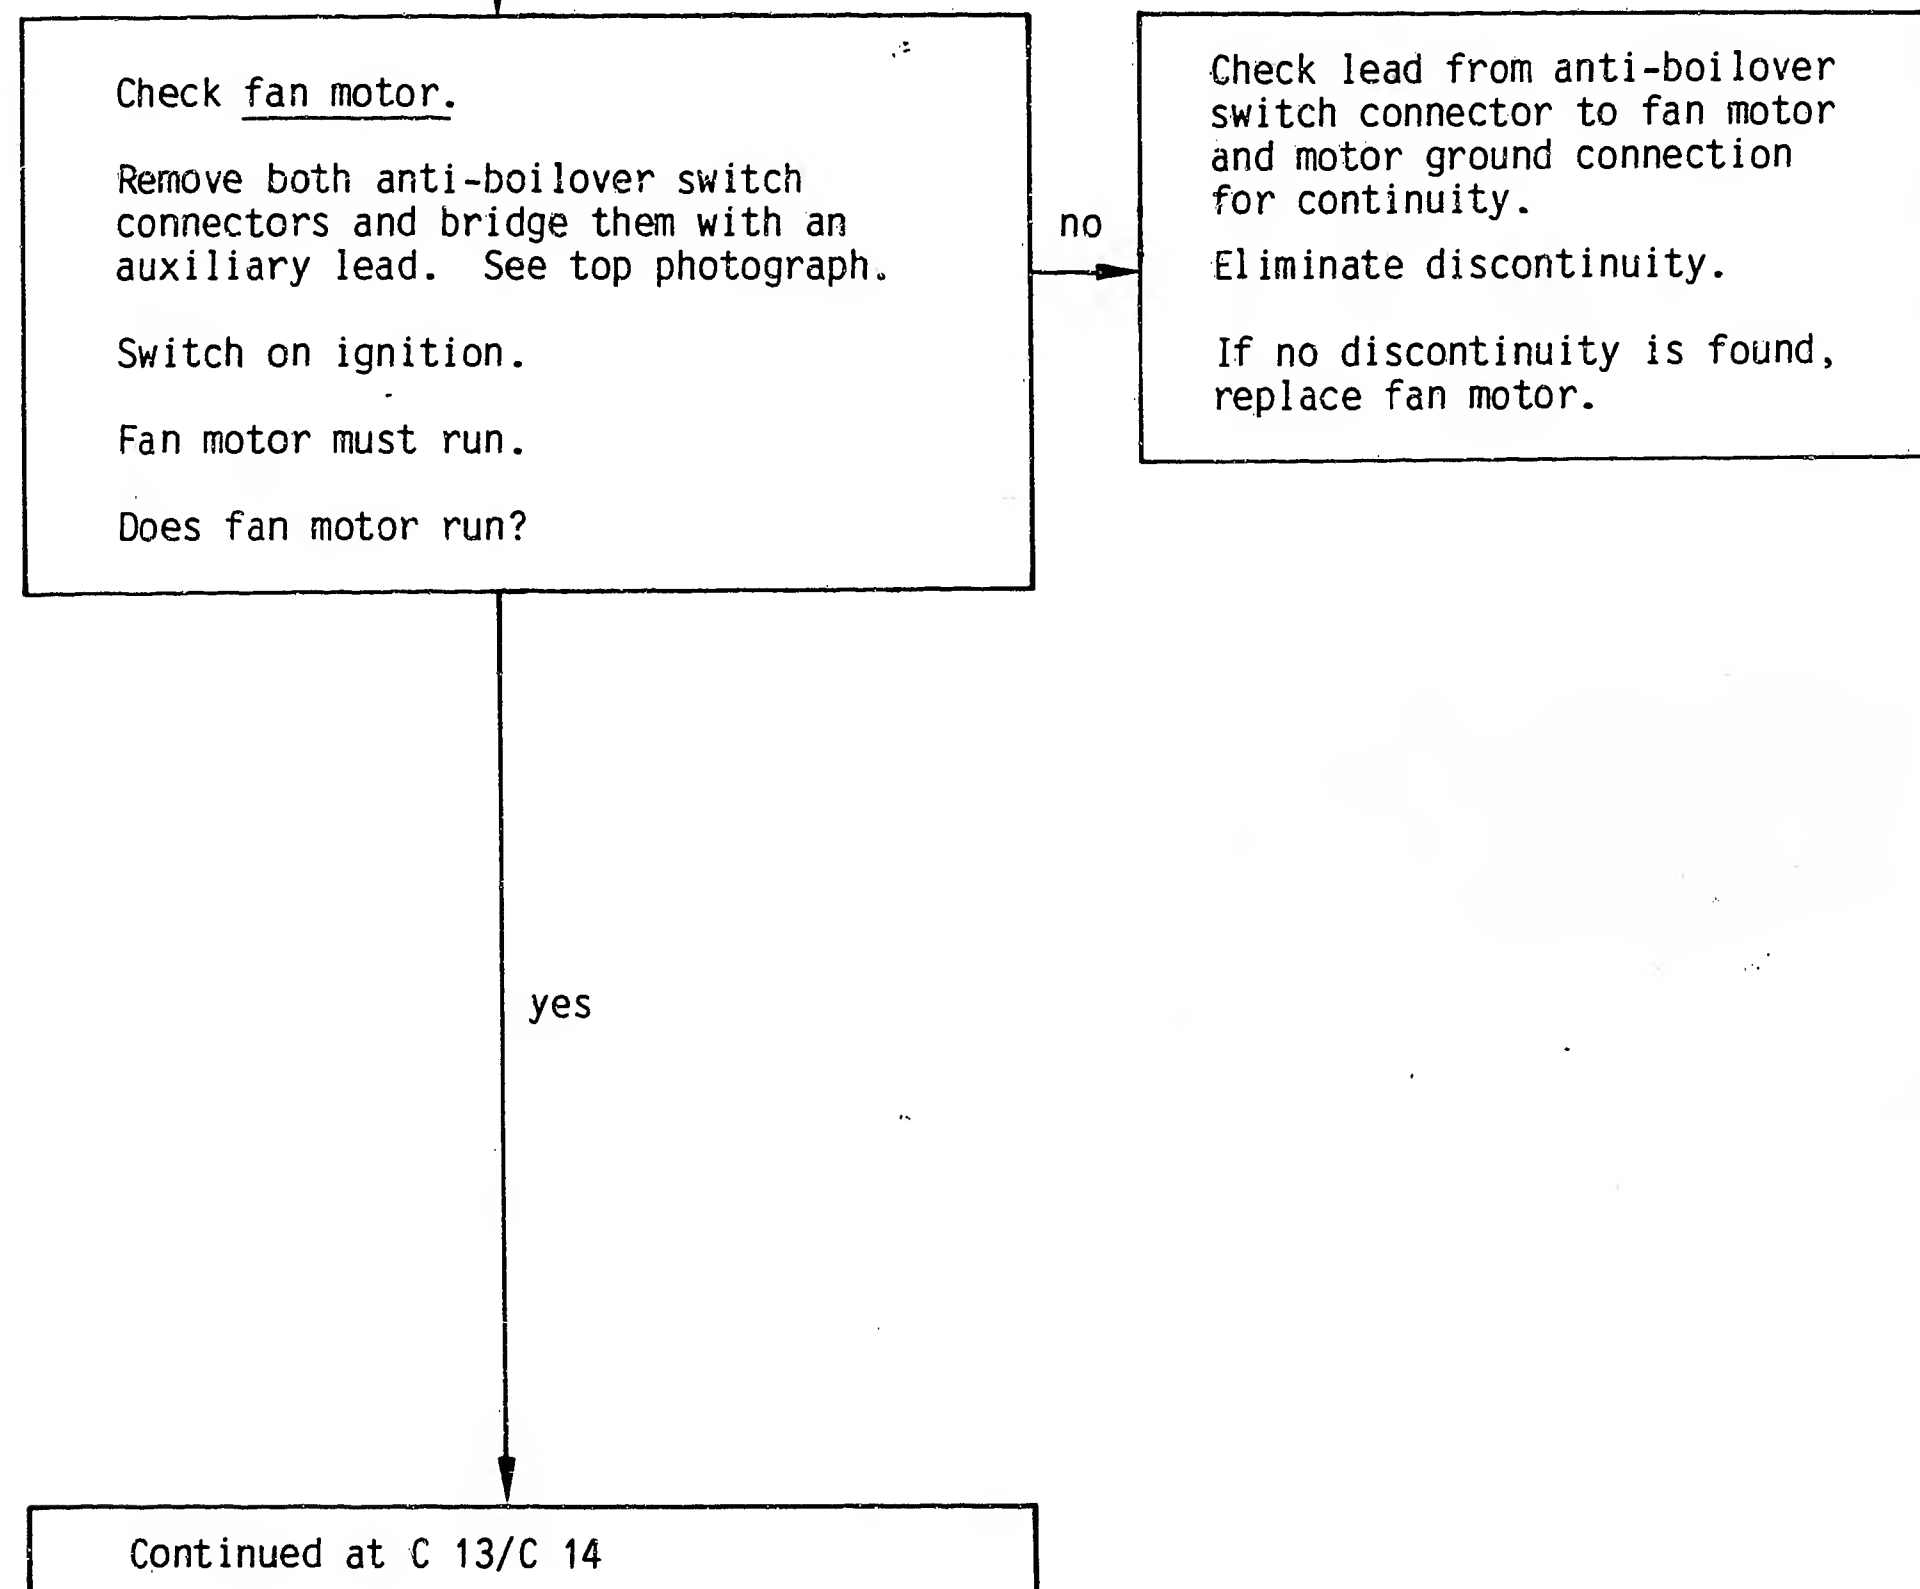 Check fan motor.
Remove both anti-boilover switch
connectors and bridge them with an
auxiliary lead. See top photograph.
Switch on ignition.
Fan motor must run.
Does fan motor run?
no
Check lead from anti-boilover
switch connector to fan motor
and motor ground connection
for continuity.
Eliminate discontinuity.
If no discontinuity is found,
replace fan motor.
yes
Continued at C 13/C 14